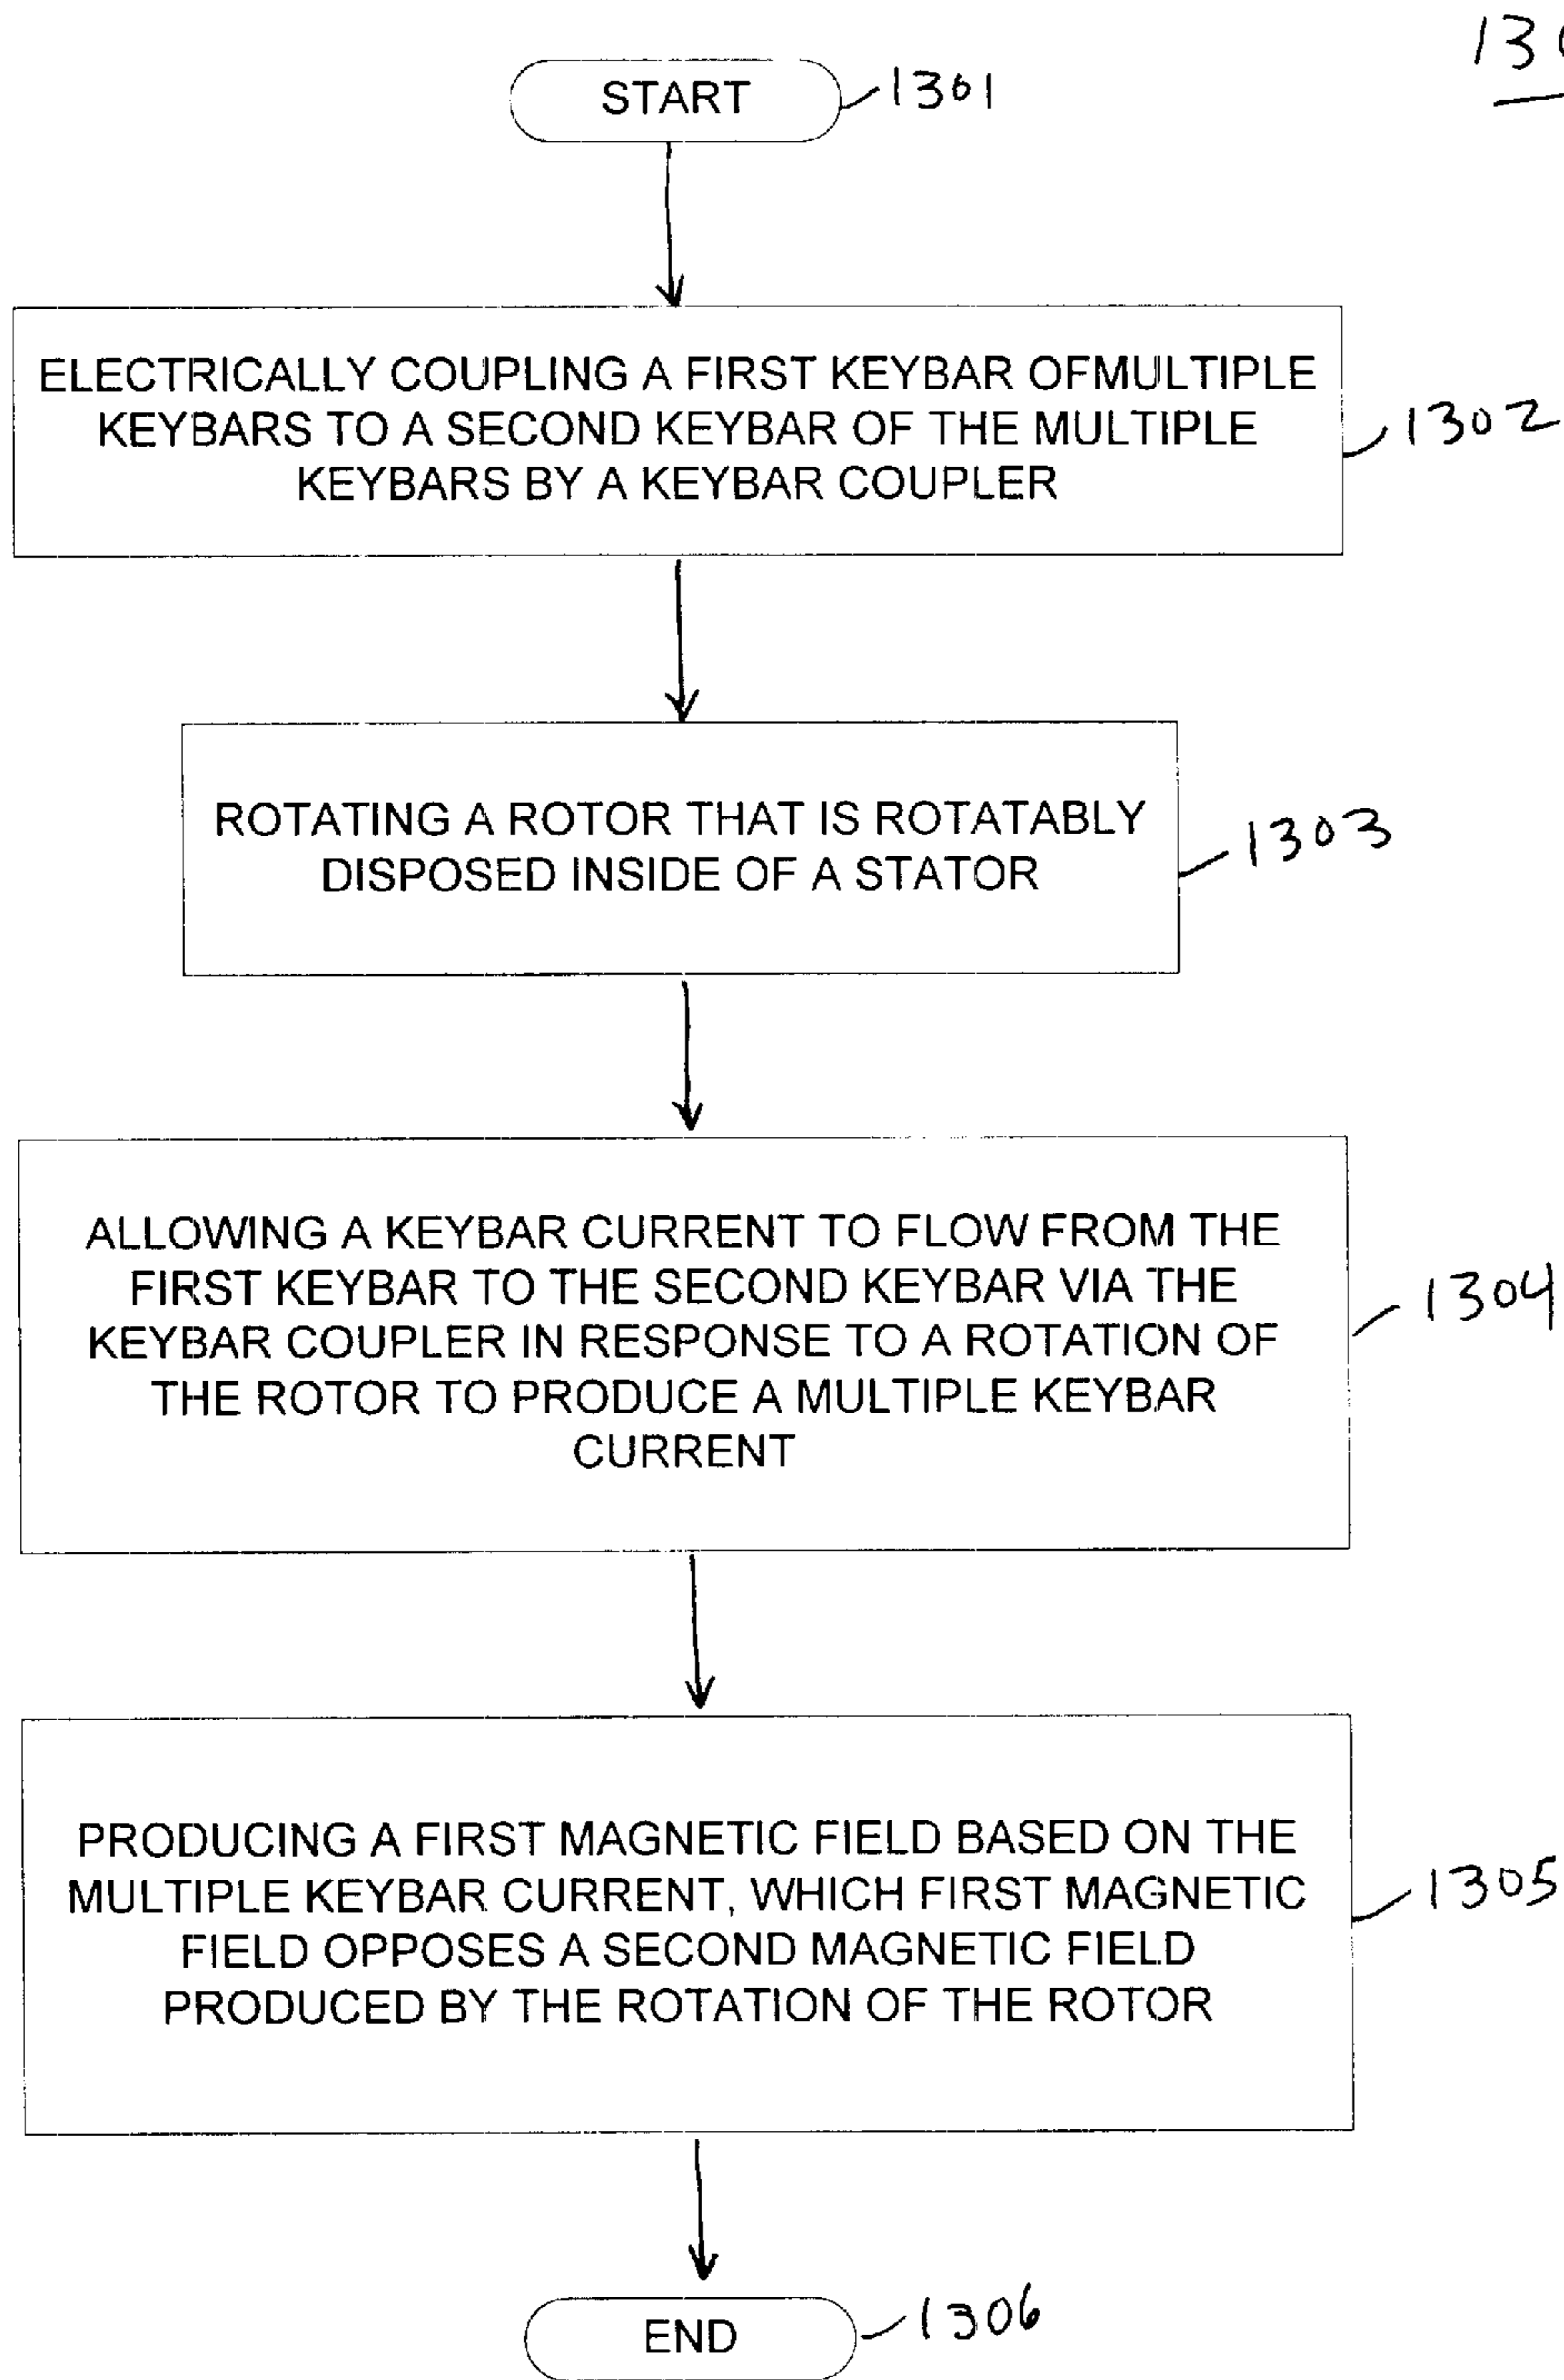 START
1301
ELECTRICALLY COUPLING A FIRST KEYBAR OFMULTIPLE
KEYBARS TO A SECOND KEYBAR OF THE MULTIPLE
KEYBARS BY A KEYBAR COUPLER
1302
ROTATING A ROTOR THAT IS ROTATABLY
DISPOSED INSIDE OF A STATOR
1303
ALLOWING A KEYBAR CURRENT TO FLOW FROM THE
FIRST KEYBAR TO THE SECOND KEYBAR VIA THE
KEYBAR COUPLER IN RESPONSE TO A ROTATION OF
THE ROTOR TO PRODUCE A MULTIPLE KEYBAR
CURRENT
1304
PRODUCING A FIRST MAGNETIC FIELD BASED ON THE
MULTIPLE KEYBAR CURRENT, WHICH FIRST MAGNETIC
FIELD OPPOSES A SECOND MAGNETIC FIELD
PRODUCED BY THE ROTATION OF THE ROTOR
1305
END
1306